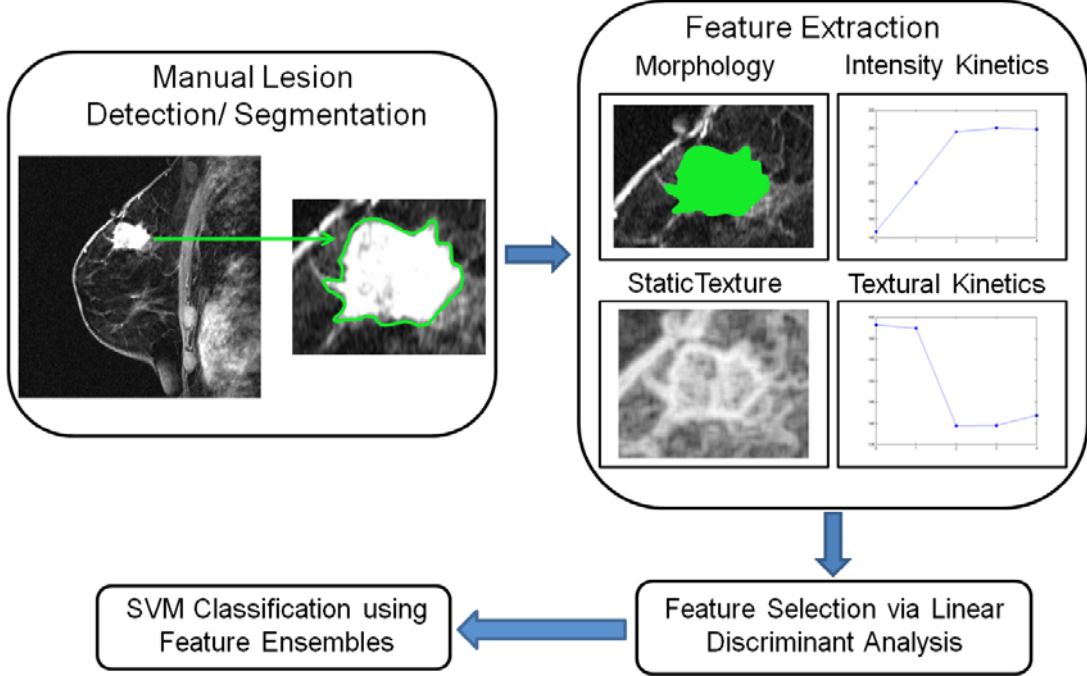 Manual Lesion
Detection/ Segmentation
Feature Extraction
Morphology
Intensity Kinetics
StaticTexture
Textural Kinetics
Feature Selection via Linear
Discriminant Analysis
SVM Classification using
Feature Ensembles